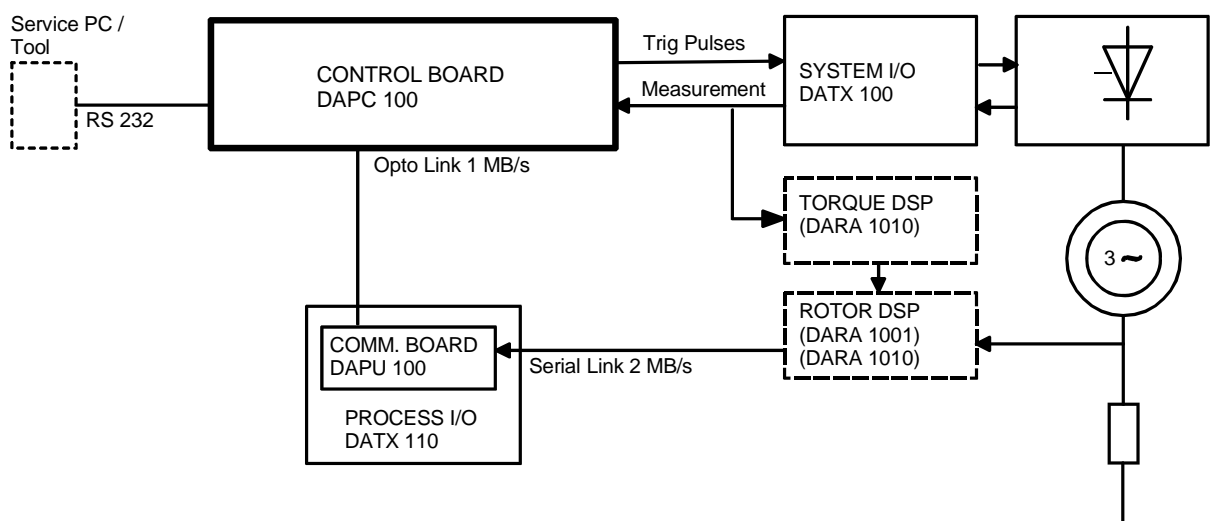 Service PC /
Tool
RS 232
CONTROL BOARD
DAPC 100
Trig Pulses
Measurement
SYSTEM I/O
DATX 100
Opto Link 1 MB/s
TORQUE DSP
(DARA 1010)
3 ~
ROTOR DSP
(DARA 1001)
(DARA 1010)
COMM. BOARD
DAPU 100
Serial Link 2 MB/s
PROCESS I/O
DATX 110